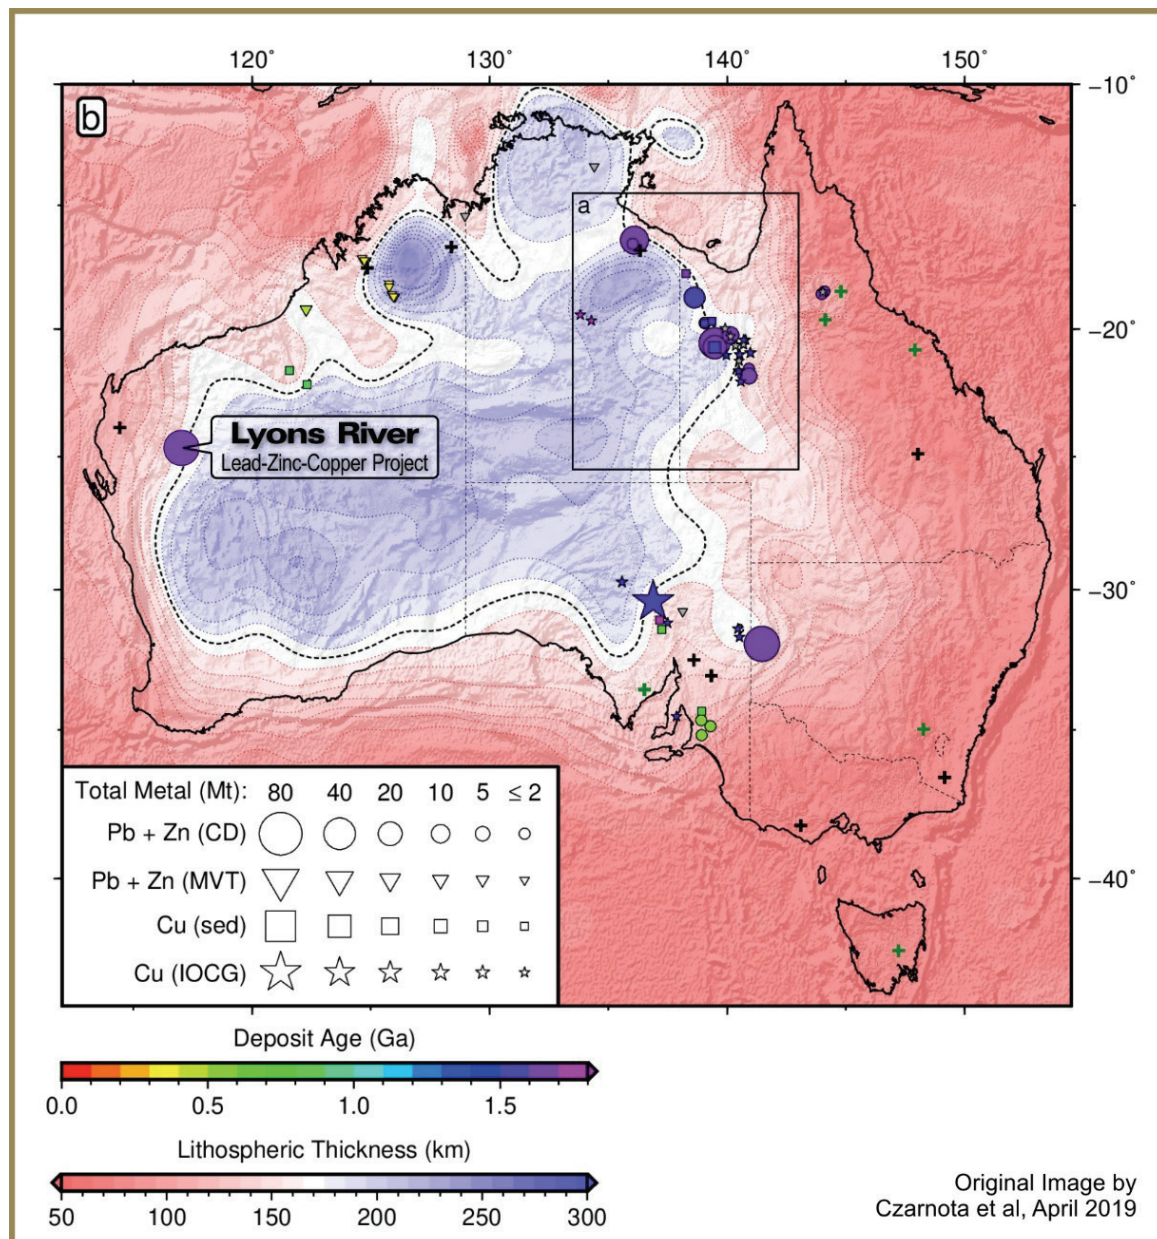 120° 130° 140° 150°
b
−10°
a
−20°
Lyons River
Lead-Zinc-Copper Project
−30°
−40°
Total Metal (Mt): 80 40 20 10 5 ≤ 2
Pb + Zn (CD)
Pb + Zn (MVT)
Cu (sed)
Cu (IOCG)
Deposit Age (Ga)
0.0 0.5 1.0 1.5
Lithospheric Thickness (km)
50 100 150 200 250 300
Original Image by
Czarnota et al, April 2019